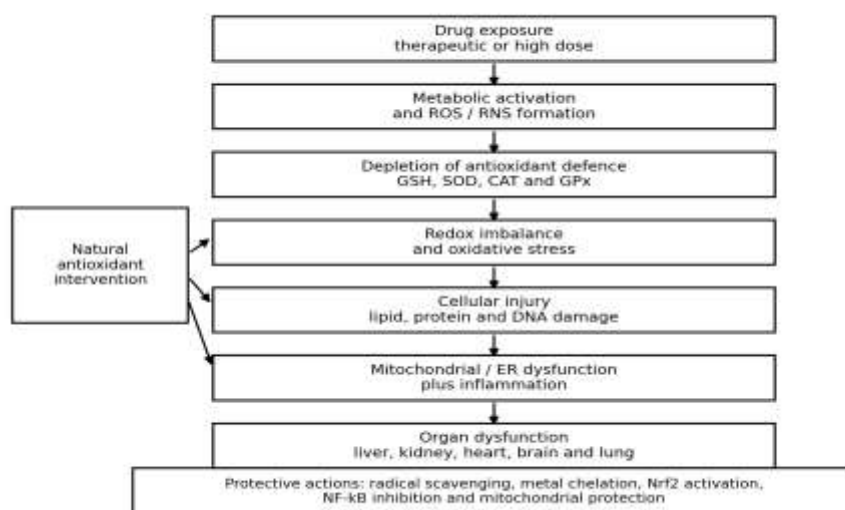 Drug exposure
therapeutic or high dose
Metabolic activation
and ROS / RNS formation
Depletion of antioxidant defence
GSH, SOD, CAT and GPx
Redox imbalance
and oxidative stress
Natural
antioxidant
intervention
Cellular injury
lipid, protein and DNA damage
Mitochondrial / ER dysfunction
plus inflammation
Organ dysfunction
liver, kidney, heart, brain and lung
Protective actions: radical scavenging, metal chelation, Nrf2 activation,
NF-kB inhibition and mitochondrial protection